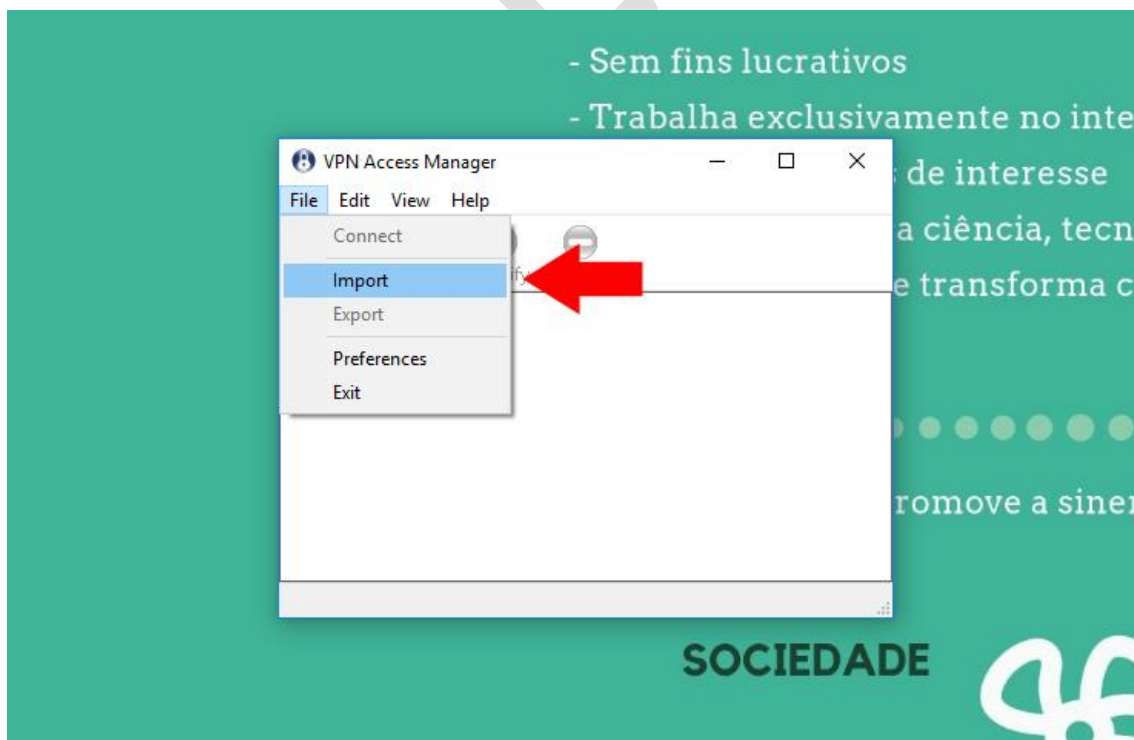 - Sem fins lucrativos
- Trabalha exclusivamente no inte
VPN Access Manager
de interesse
File Edit View Help
a ciência, tecn
Connect
Import
e transforma c
Export
Preferences
Exit
romove a siner
SOCIEDADE